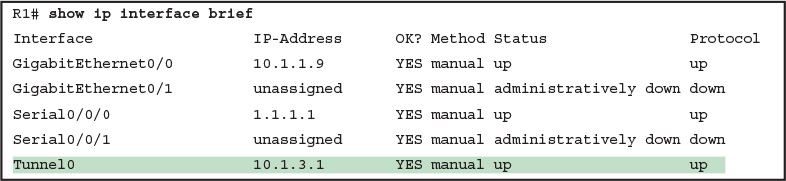 R1# show ip interface brief
Interface IP-Address OK? Method Status Protocol
GigabitEthernet0/0 10.1.1.9 YES manual up up
GigabitEthernet0/1 unassigned YES manual administratively down down
Serial0/0/0 1.1.1.1 YES manual up up
Serial0/0/1 unassigned YES manual administratively down down
Tunnel0 10.1.3.1 YES manual up up